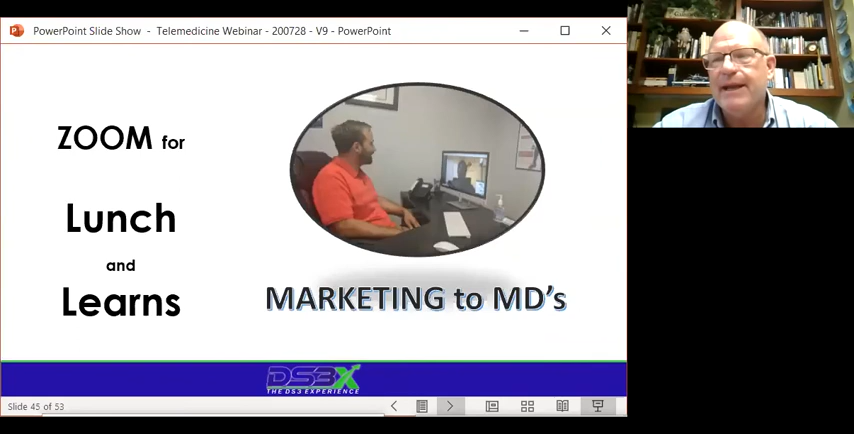 PowerPoint Slide Show - Telemedicine Webinar - 200728 - V9 - PowerPoint
ZOOM for
Lunch
and
Learns
MARKETING to MD's
DS3X
THE DS3 EXPERIENCE
Slide 45 of 53